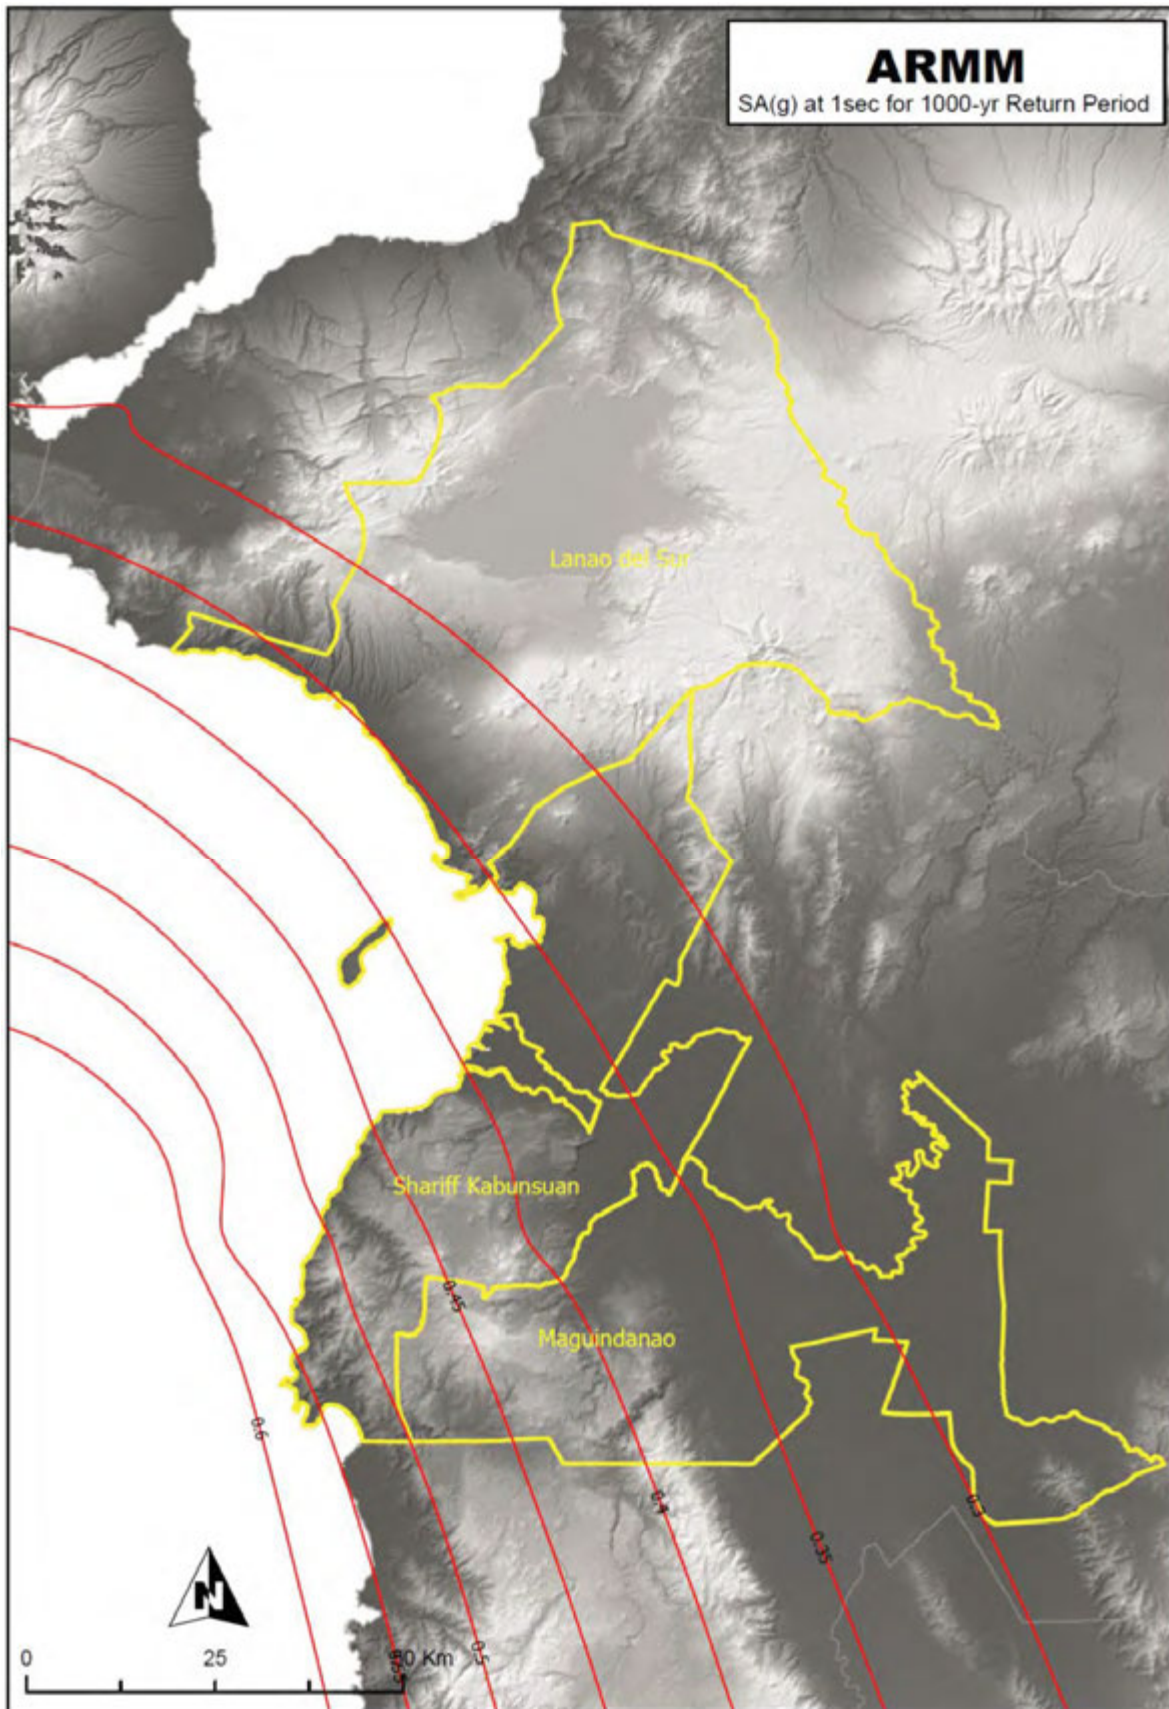 ARMM
SA(g) at 1sec for 1000-yr Return Period
Lanao del Sur
Shariff Kabunsuan
0.45
Maguindanao
0.6
0.4
0.3
0.35
N
0.5
0 25 50 Km